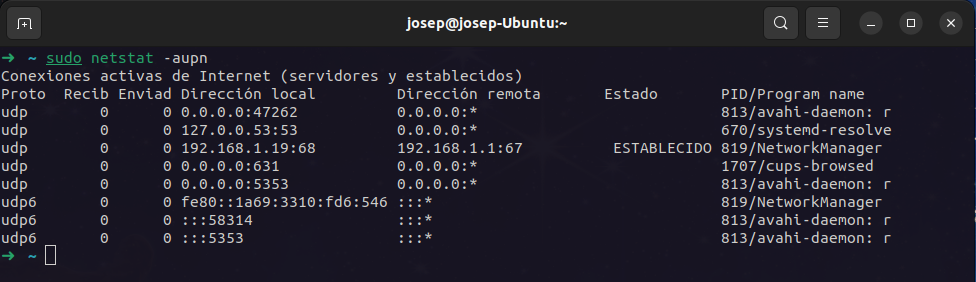 josep@josep-Ubuntu:~
→ ~ sudo netstat -aupn
Conexiones activas de Internet (servidores y establecidos)
Proto Recib Enviad Dirección local Dirección remota Estado PID/Program name
udp 0 0 0.0.0.0:47262 0.0.0.0:* 813/avahi-daemon: r
udp 0 0 127.0.0.53:53 0.0.0.0:* 670/systemd-resolve
udp 0 0 192.168.1.19:68 192.168.1.1:67 ESTABLECIDO 819/NetworkManager
udp 0 0 0.0.0.0:631 0.0.0.0:* 1707/cups-browsed
udp 0 0 0.0.0.0:5353 0.0.0.0:* 813/avahi-daemon: r
udp6 0 0 fe80::1a69:3310:fd6:546 :::* 819/NetworkManager
udp6 0 0 :::58314 :::* 813/avahi-daemon: r
udp6 0 0 :::5353 :::* 813/avahi-daemon: r
→ ~